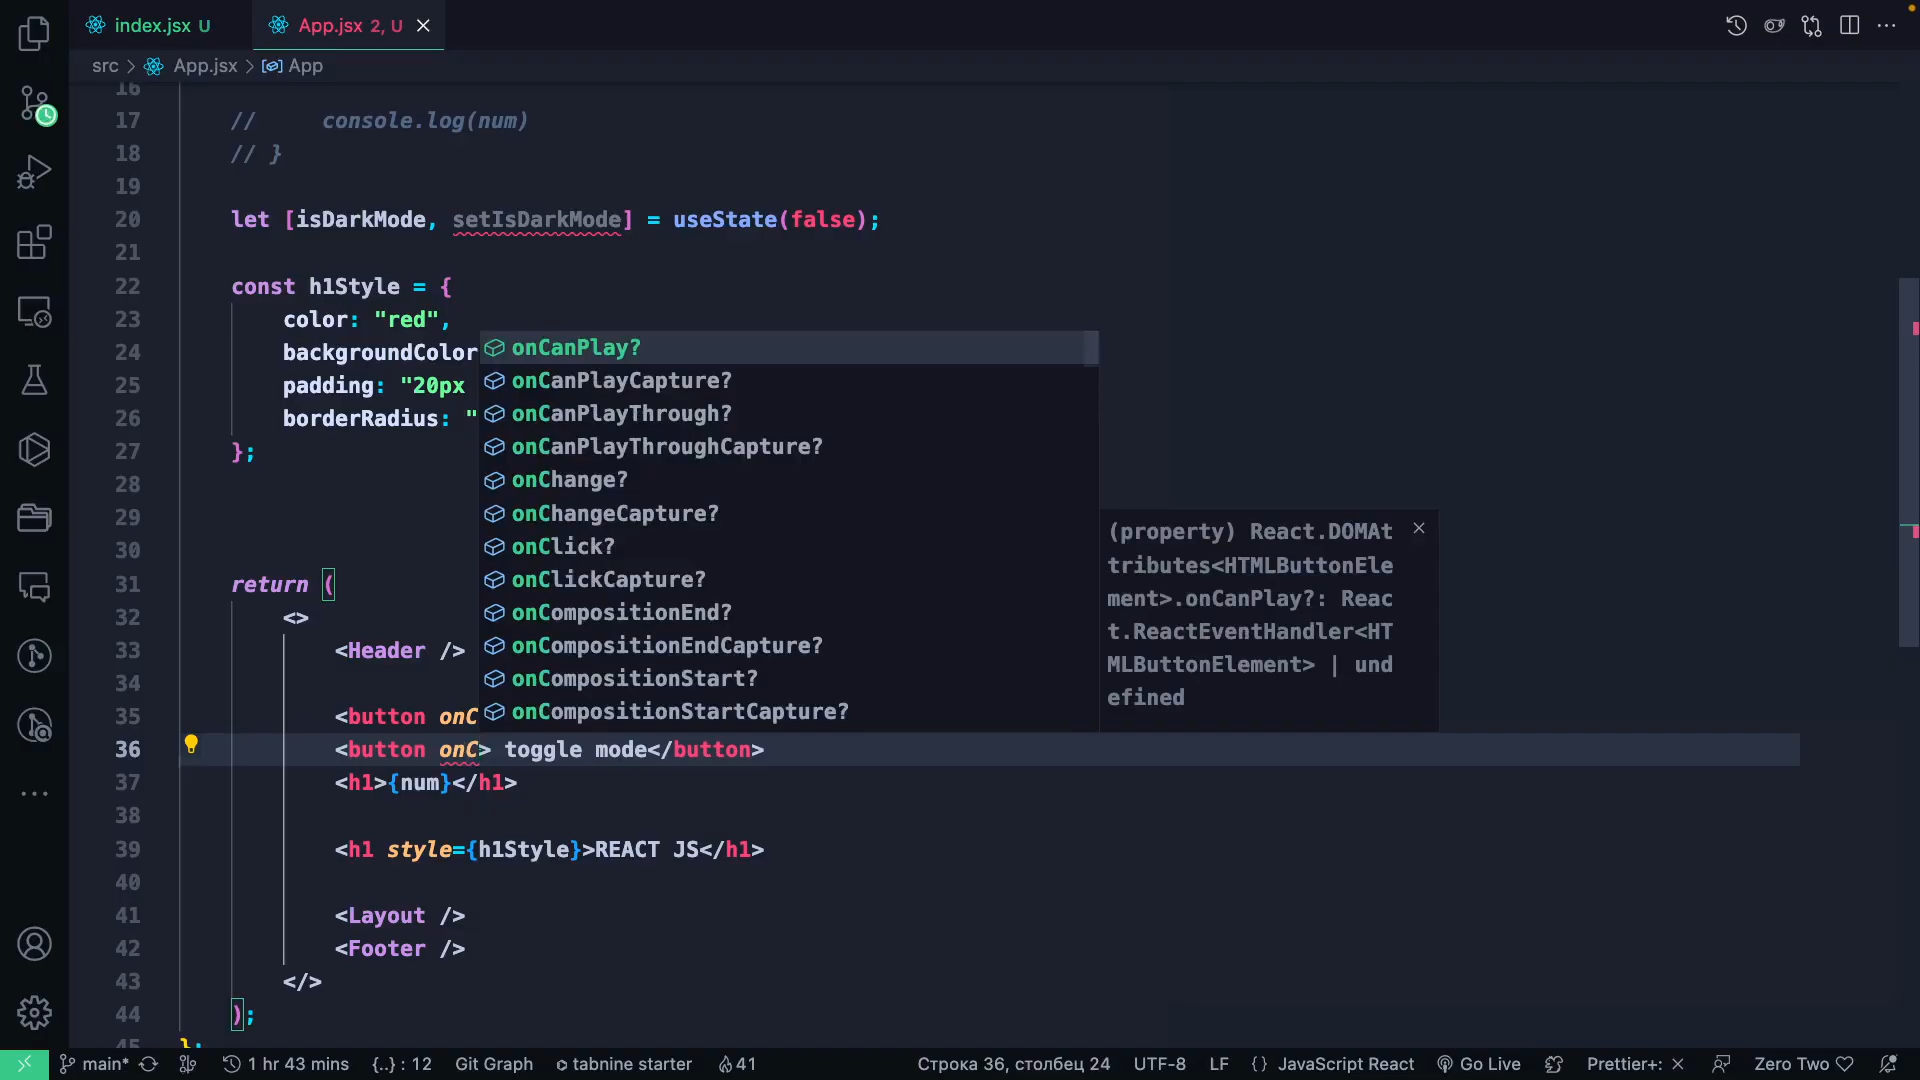 index.jsx U
App.jsx 2, U
src > App.jsx > App
16
17 // console.log(num)
18 // }
19
20 let [isDarkMode, setIsDarkMode] = useState(false);
21
22 const h1Style = {
23 color: "red",
24 backgroundColor
25 padding: "20px
26 borderRadius: "
27 };
28
29
30
31 return (
32 <>
33 <Header />
34
35 <button onC
36 <button onC> toggle mode</button>
37 <h1>{num}</h1>
38
39 <h1 style={h1Style}>REACT JS</h1>
40
41 <Layout />
42 <Footer />
43 </>
44 );
45 };
onCanPlay?
onCanPlayCapture?
onCanPlayThrough?
onCanPlayThroughCapture?
onChange?
onChangeCapture?
onClick?
onClickCapture?
onCompositionEnd?
onCompositionEndCapture?
onCompositionStart?
onCompositionStartCapture?
(property) React.DOMAt
tributes<HTMLButtonEle
ment>.onCanPlay?: Reac
t.ReactEventHandler<HT
MLButtonElement> | und
efined
main* 1 hr 43 mins {..} : 12 Git Graph tabnine starter 41 Строка 36, столбец 24 UTF-8 LF {} JavaScript React Go Live Prettier+: × Zero Two ♡